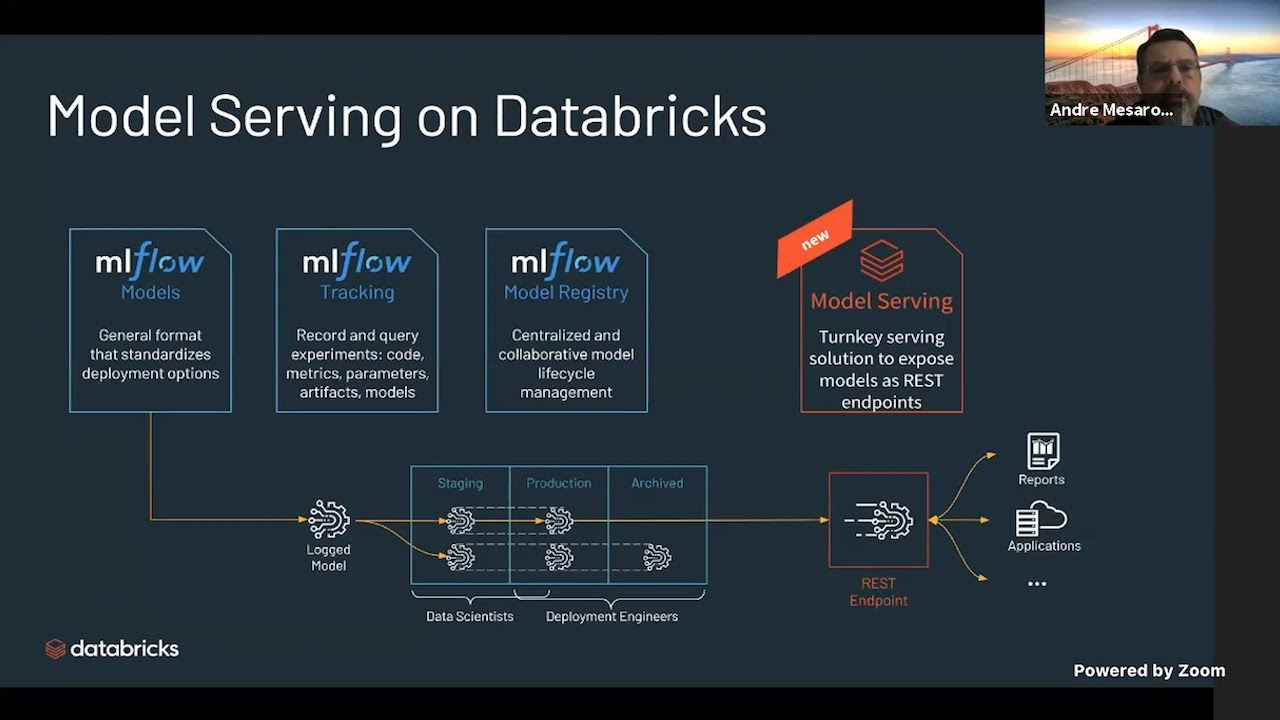 Andre Mesaro...
Model Serving on Databricks
mlflow
Models
General format
that standardizes
deployment options
mlflow
Tracking
Record and query
experiments: code,
metrics, parameters,
artifacts, models
mlflow
Model Registry
Centralized and
collaborative model
lifecycle
management
new
Model Serving
Turnkey serving
solution to expose
models as REST
endpoints
Staging
Production
Archived
Logged
Model
Data Scientists
Deployment Engineers
REST
Endpoint
Reports
Applications
...
databricks
Powered by Zoom